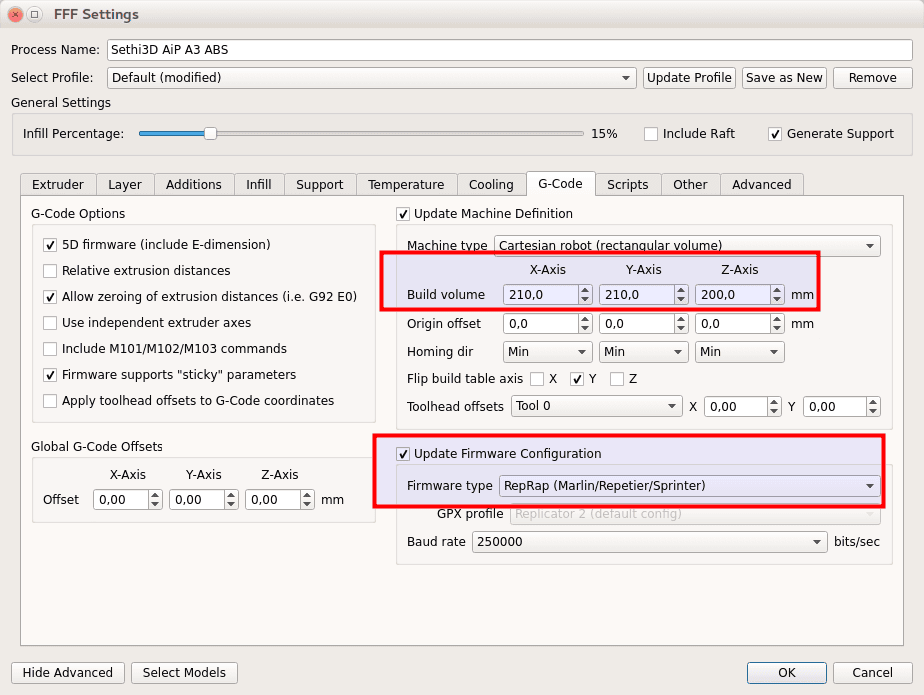 FFF Settings
Process Name: Sethi3D AiP A3 ABS
Select Profile: Default (modified) Update Profile Save as New Remove
General Settings
Infill Percentage: 15% Include Raft Generate Support
Extruder Layer Additions Infill Support Temperature Cooling G-Code Scripts Other Advanced
G-Code Options
5D firmware (include E-dimension)
Relative extrusion distances
Allow zeroing of extrusion distances (i.e. G92 E0)
Use independent extruder axes
Include M101/M102/M103 commands
Firmware supports "sticky" parameters
Apply toolhead offsets to G-Code coordinates
Global G-Code Offsets
X-Axis Y-Axis Z-Axis
Offset 0,00 0,00 0,00 mm
Update Machine Definition
Machine type Cartesian robot (rectangular volume)
X-Axis Y-Axis Z-Axis
Build volume 210,0 210,0 200,0 mm
Origin offset 0,0 0,0 0,0 mm
Homing dir Min Min Min
Flip build table axis X Y Z
Toolhead offsets Tool 0 X 0,00 Y 0,00
Update Firmware Configuration
Firmware type RepRap (Marlin/Repetier/Sprinter)
GPX profile Replicator 2 (default config)
Baud rate 250000 bits/sec
Hide Advanced Select Models OK Cancel